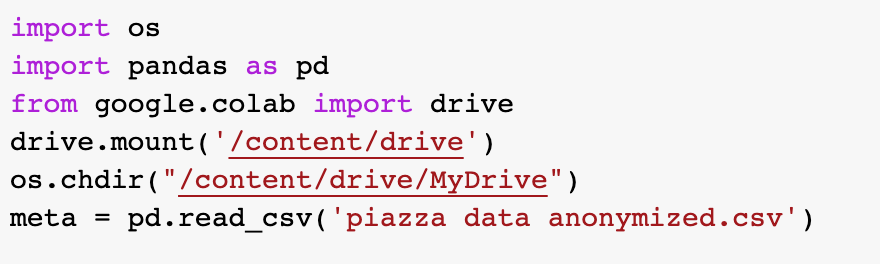 import os
import pandas as pd
from google.colab import drive
drive.mount('/content/drive')
os.chdir("/content/drive/MyDrive")
meta = pd.read_csv('piazza data anonymized.csv')